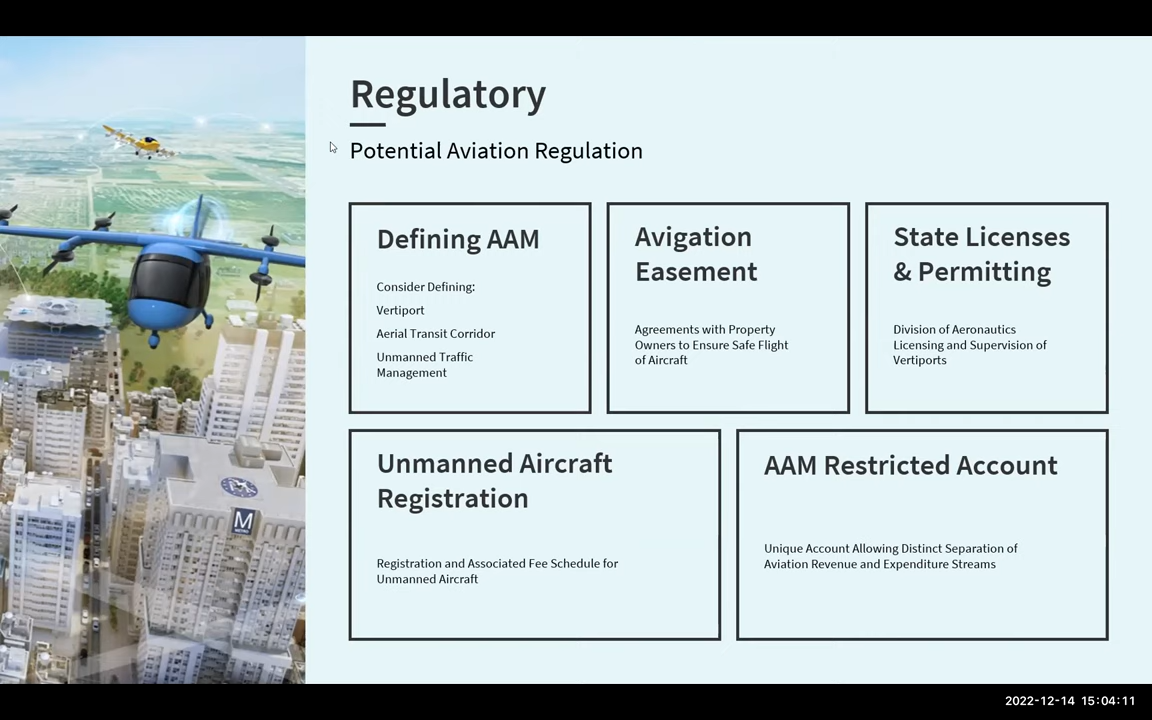 Regulatory
Potential Aviation Regulation
Defining AAM
Consider Defining:
Vertiport
Aerial Transit Corridor
Unmanned Traffic
Management
Avigation
Easement
Agreements with Property
Owners to Ensure Safe Flight
of Aircraft
State Licenses
& Permitting
Division of Aeronautics
Licensing and Supervision of
Vertiports
Unmanned Aircraft
Registration
Registration and Associated Fee Schedule for
Unmanned Aircraft
AAM Restricted Account
Unique Account Allowing Distinct Separation of
Aviation Revenue and Expenditure Streams
M
METRO
2022-12-14 15:04:11